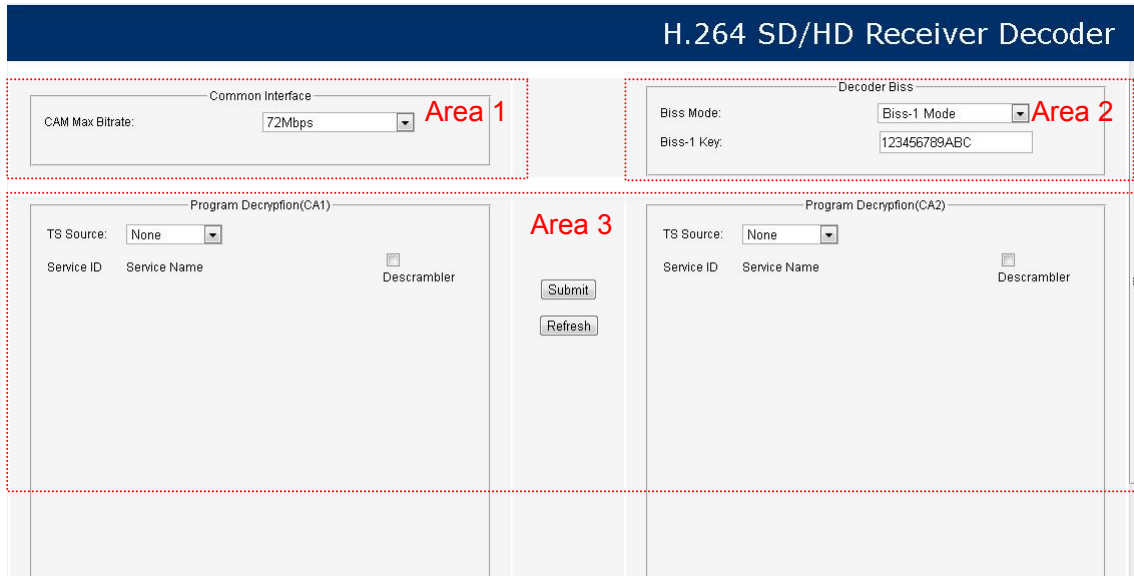 H.264 SD/HD Receiver Decoder
Common Interface
CAM Max Bitrate: 72Mbps
Area 1
Decoder Biss
Biss Mode: Biss-1 Mode
Area 2
Biss-1 Key: 123456789ABC
Program Decrypfion(CA1)
TS Source: None
Service ID Service Name Descrambler
Area 3
Submit
Refresh
Program Decrypfion(CA2)
TS Source: None
Service ID Service Name Descrambler